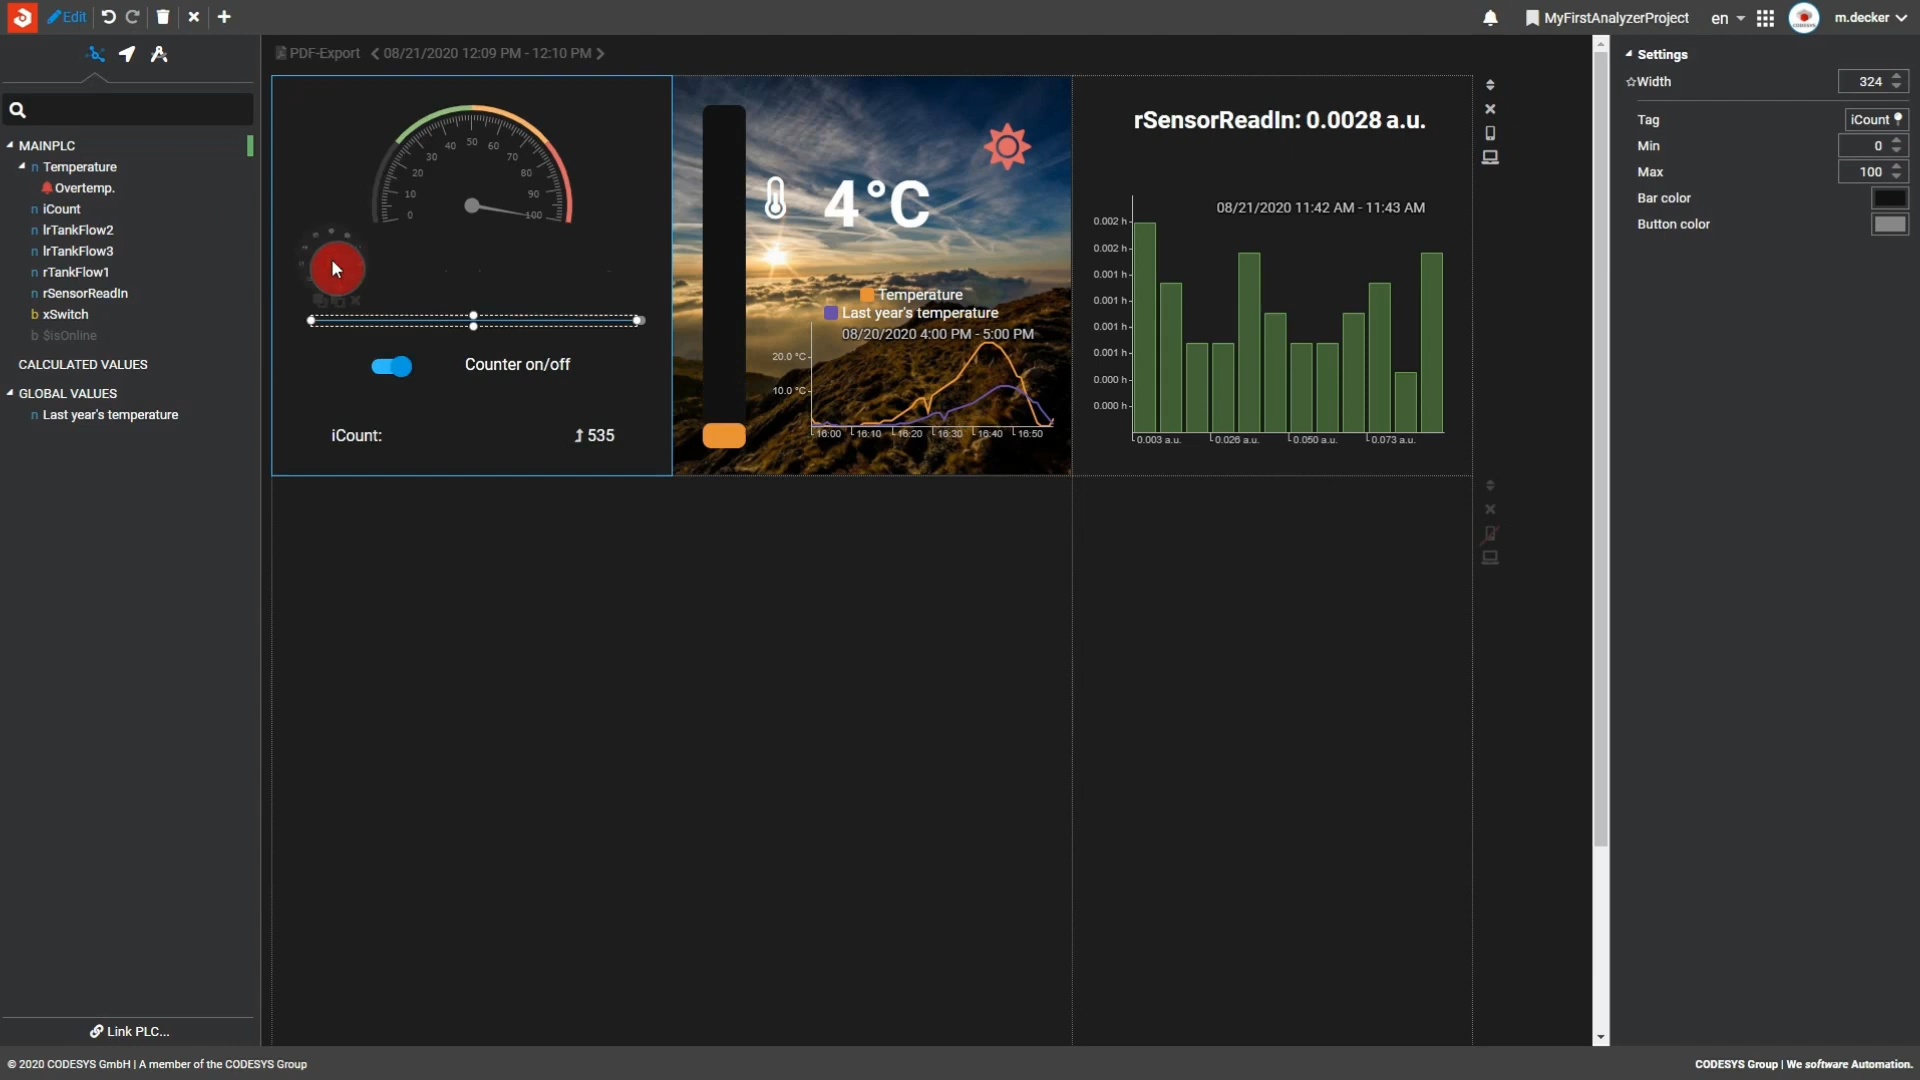 Edit
MyFirstAnalyzerProject
en
m.decker
PDF-Export
08/21/2020 12:09 PM - 12:10 PM
MAINPLC
n Temperature
Overtemp.
n iCount
n lrTankFlow2
n lrTankFlow3
n rTankFlow1
n rSensorReadIn
b xSwitch
b $isOnline
CALCULATED VALUES
GLOBAL VALUES
n Last year's temperature
Link PLC...
0
10
20
30
40
50
60
70
80
90
100
Counter on/off
iCount:
535
4°C
Temperature
Last year's temperature
08/20/2020 4:00 PM - 5:00 PM
20.0 °C
10.0 °C
16:00
16:10
16:20
16:30
16:40
16:50
rSensorReadIn: 0.0028 a.u.
08/21/2020 11:42 AM - 11:43 AM
0.002 h
0.002 h
0.001 h
0.001 h
0.001 h
0.001 h
0.000 h
0.000 h
0.003 a.u.
0.026 a.u.
0.050 a.u.
0.073 a.u.
Settings
Width 324
Tag iCount
Min 0
Max 100
Bar color
Button color
© 2020 CODESYS GmbH | A member of the CODESYS Group
CODESYS Group | We software Automation.